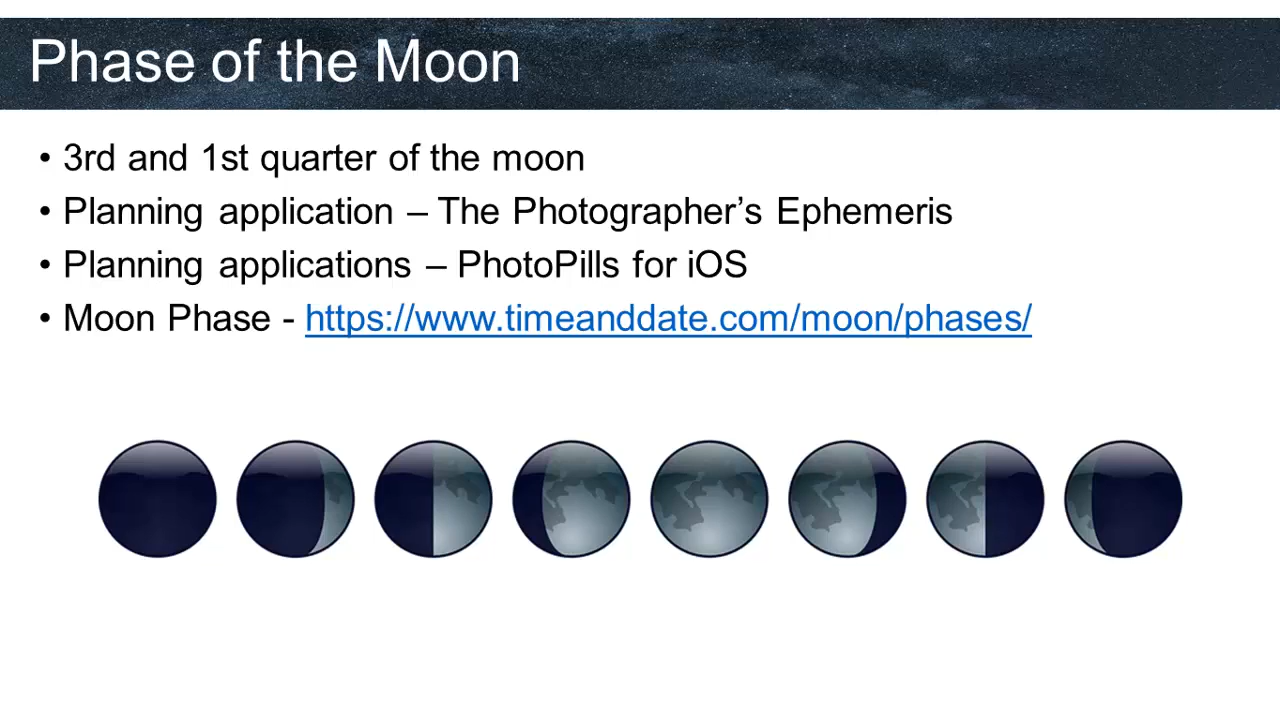 Phase of the Moon
• 3rd and 1st quarter of the moon
• Planning application – The Photographer’s Ephemeris
• Planning applications – PhotoPills for iOS
• Moon Phase - https://www.timeanddate.com/moon/phases/